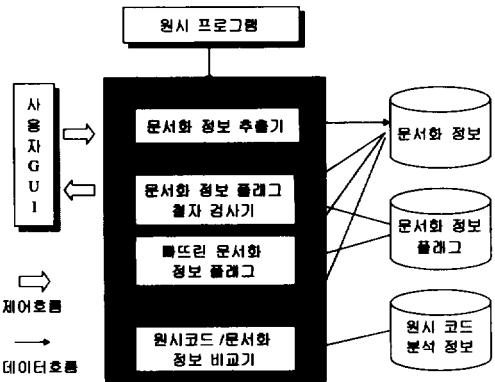 원시 프로그램
사용자GUI
문서화 정보 추출기
문서화 정보 플래그
철자 검사기
빠뜨린 문서화
정보 플래그
원시코드/문서화
정보 비교기
문서화 정보
문서화 정보
플래그
원시 코드
분석 정보
제어흐름
데이터흐름